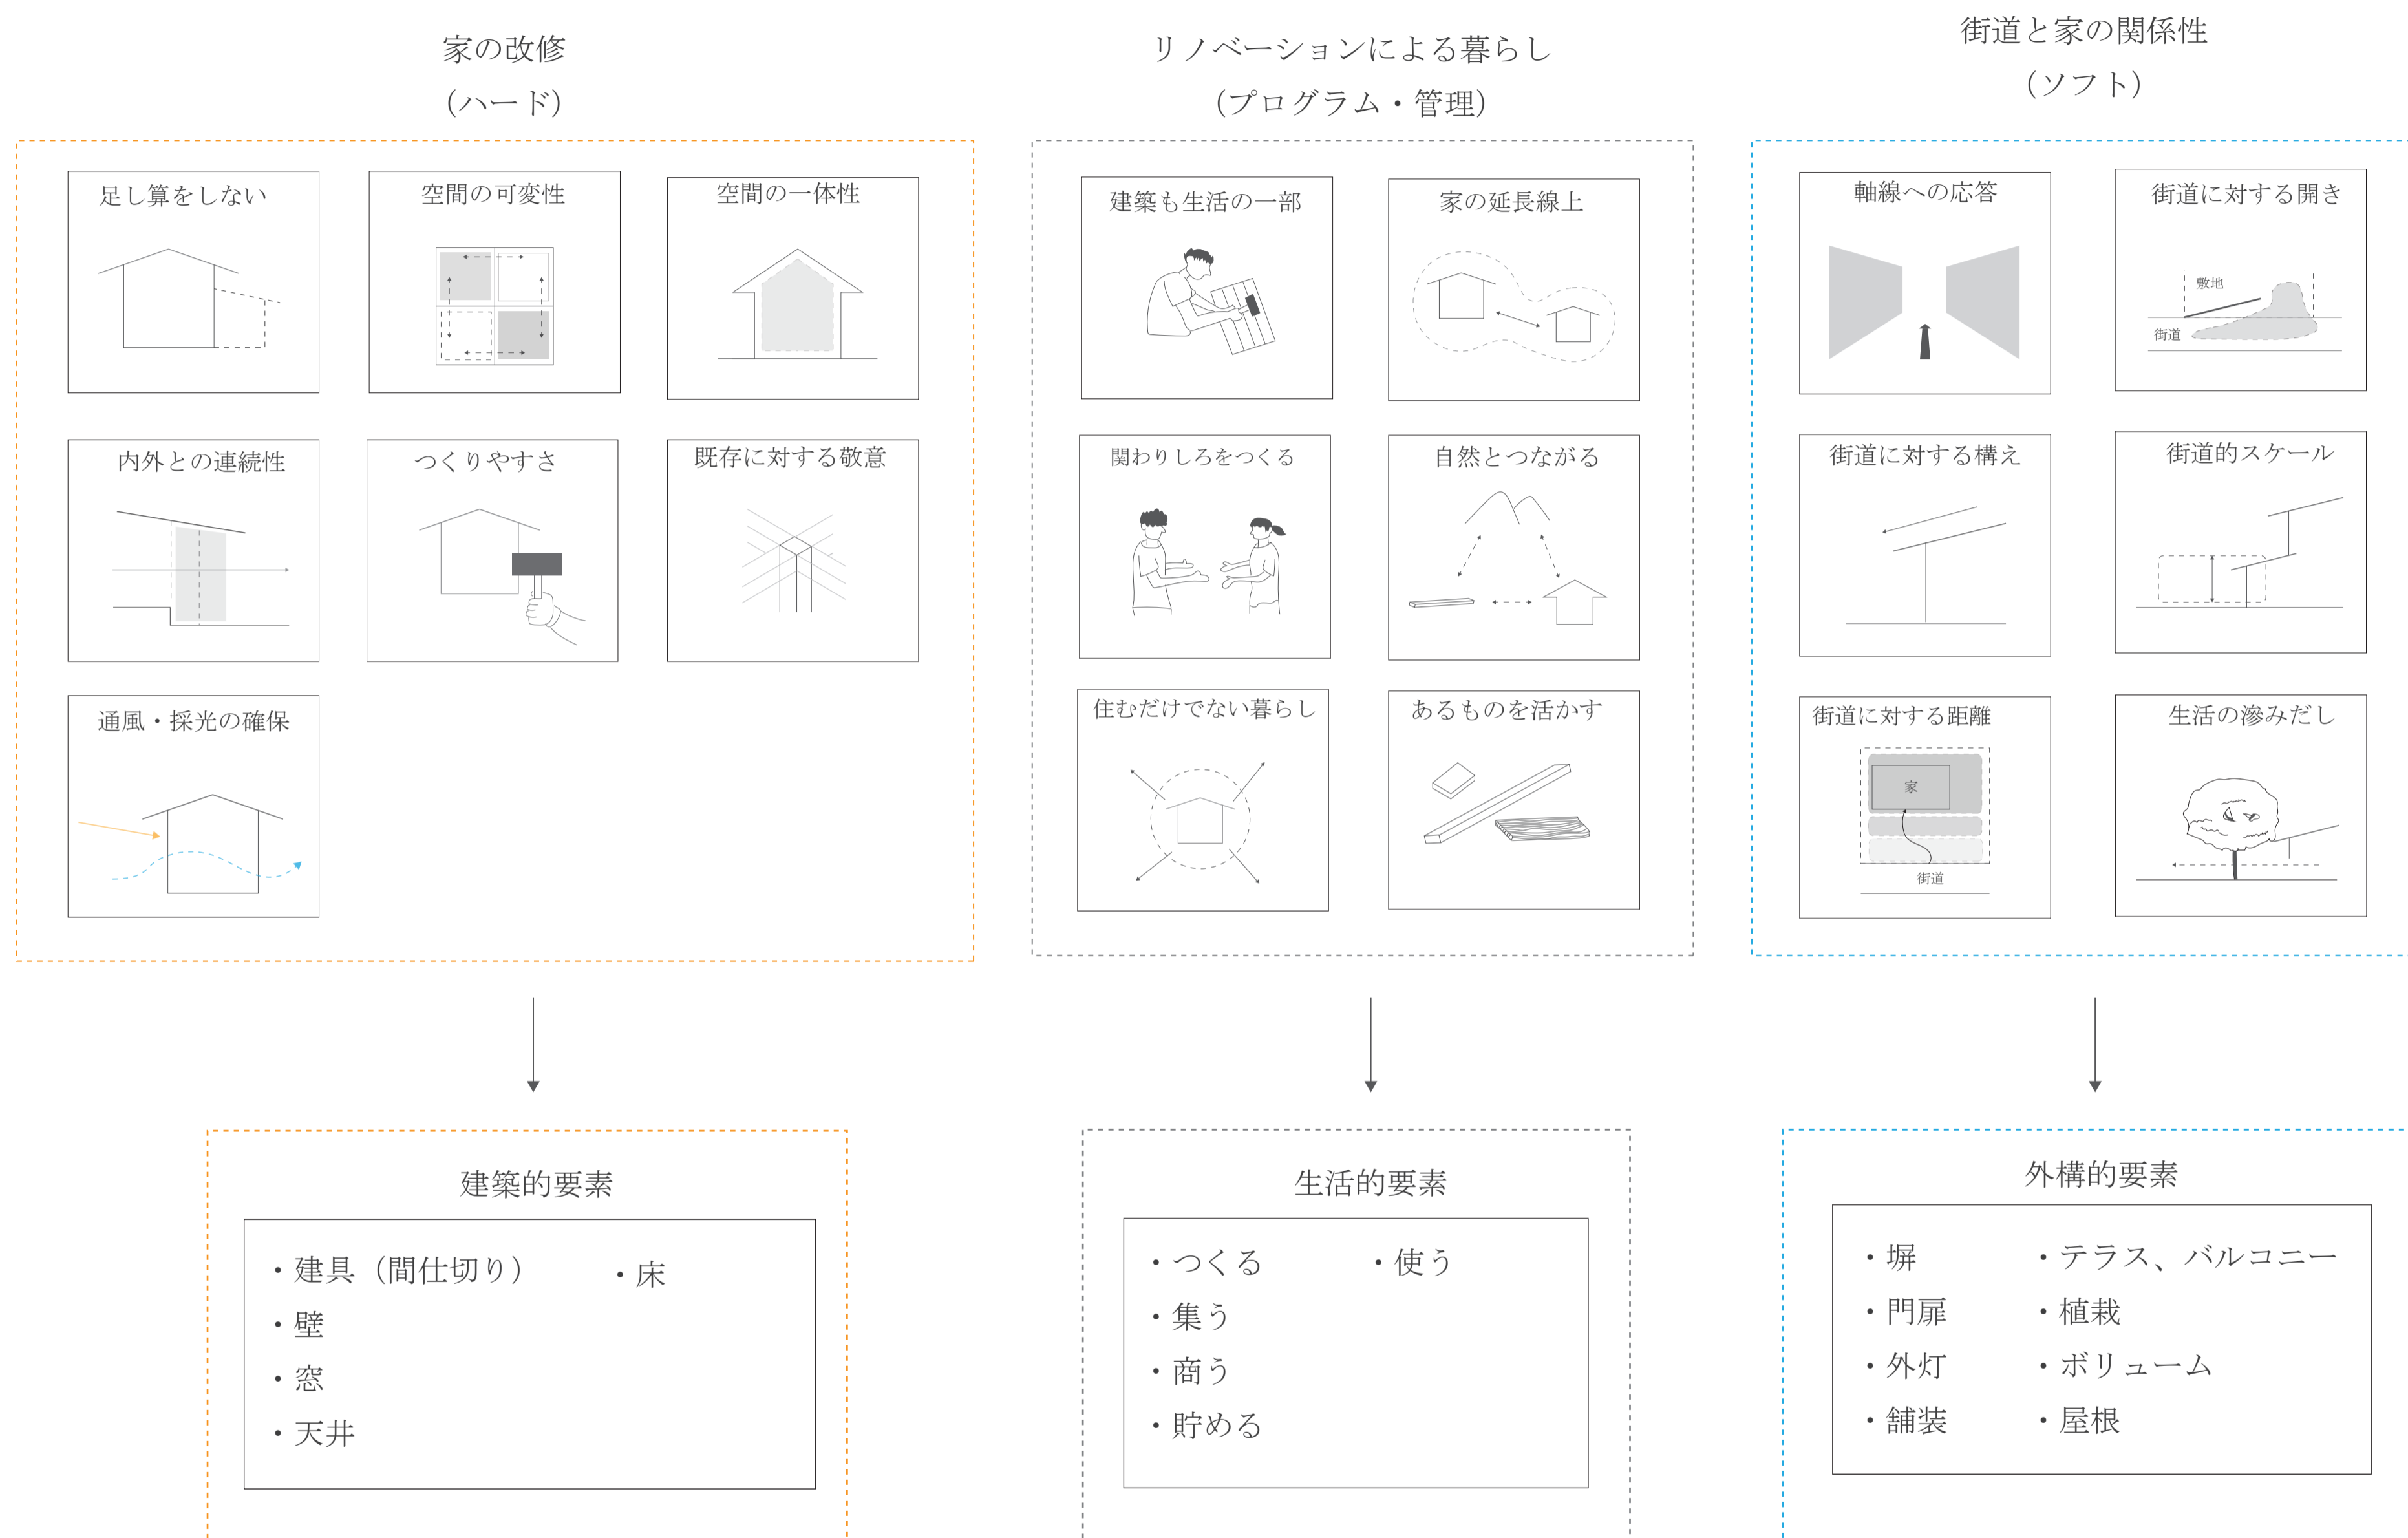 家の改修
（ハード）
足し算をしない
空間の可変性
空間の一体性
内外との連続性
つくりやすさ
既存に対する敬意
通風・採光の確保
建築的要素
・建具（間仕切り）
・床
・壁
・窓
・天井
リノベーションによる暮らし
（プログラム・管理）
建築も生活の一部
家の延長線上
関わりしろをつくる
自然とつながる
住むだけでない暮らし
あるものを活かす
生活的要素
・つくる
・使う
・集う
・商う
・貯める
街道と家の関係性
（ソフト）
軸線への応答
街道に対する開き
敷地
街道
街道に対する構え
街道的スケール
街道に対する距離
家
街道
生活の滲みだし
外構的要素
・塀
・テラス、バルコニー
・門扉
・植栽
・外灯
・ボリューム
・舗装
・屋根